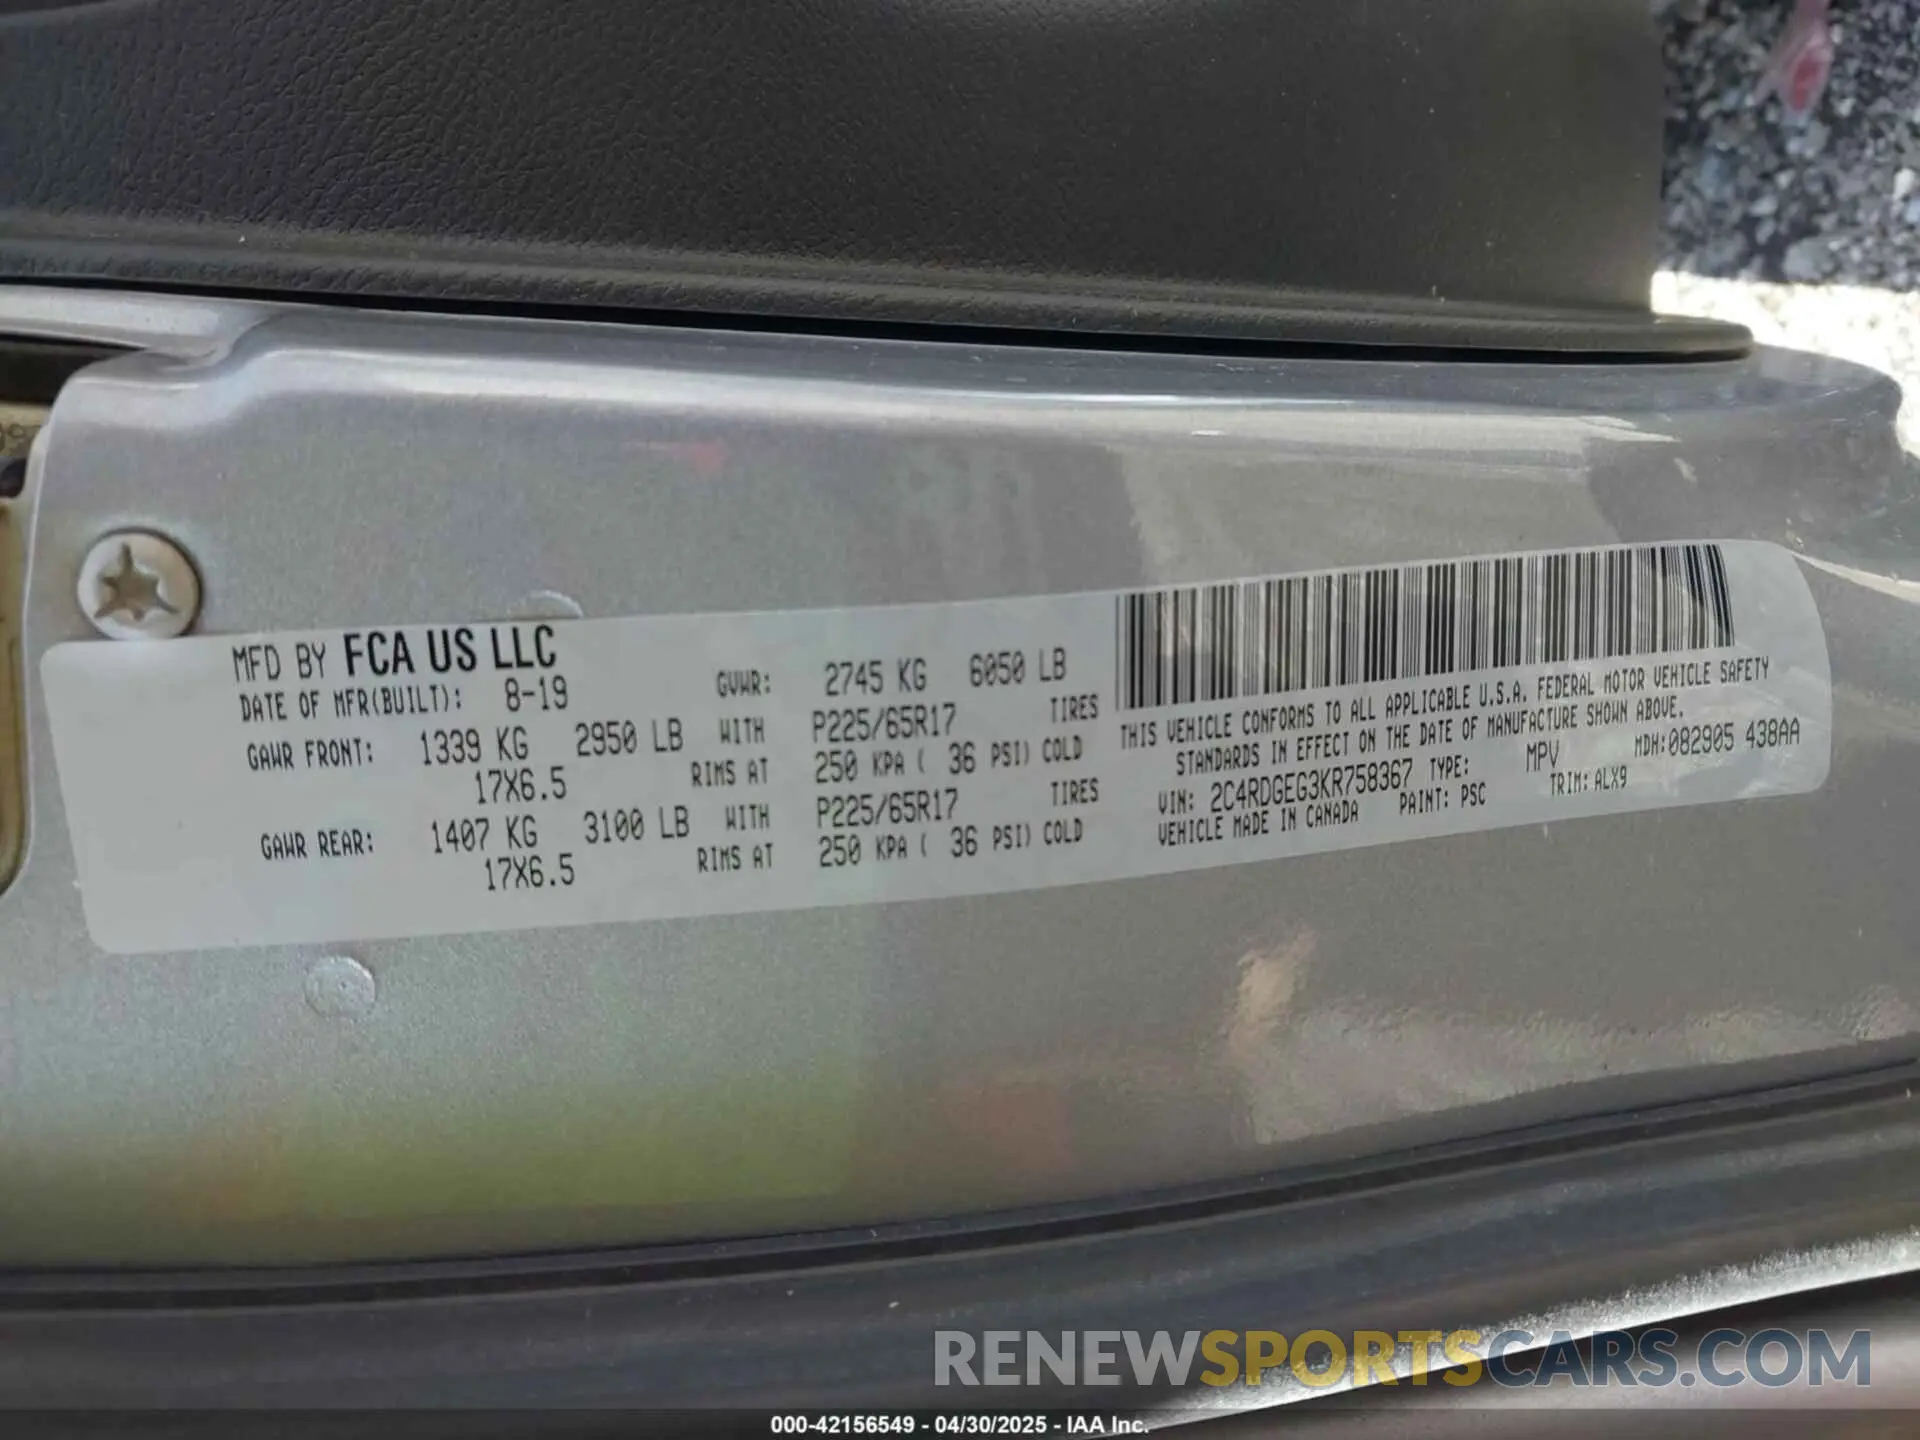 MFD BY FCA US LLC
DATE OF MFR(BUILT): 8-19 GVWR: 2745 KG 6050 LB
GAWR FRONT: 1339 KG 2950 LB WITH P225/65R17 TIRES
17X6.5 RIMS AT 250 KPA ( 36 PSI) COLD
GAWR REAR: 1407 KG 3100 LB WITH P225/65R17 TIRES
17X6.5 RIMS AT 250 KPA ( 36 PSI) COLD
THIS VEHICLE CONFORMS TO ALL APPLICABLE U.S.A. FEDERAL MOTOR VEHICLE SAFETY
STANDARDS IN EFFECT ON THE DATE OF MANUFACTURE SHOWN ABOVE.
VIN: 2C4RDGEG3KR758367 TYPE: MPV MDH:082905 438AA
VEHICLE MADE IN CANADA PAINT: PSC TRIM: ALX9
RENEWSPORTSCARS.COM
000-42156549 - 04/30/2025 - IAA Inc.